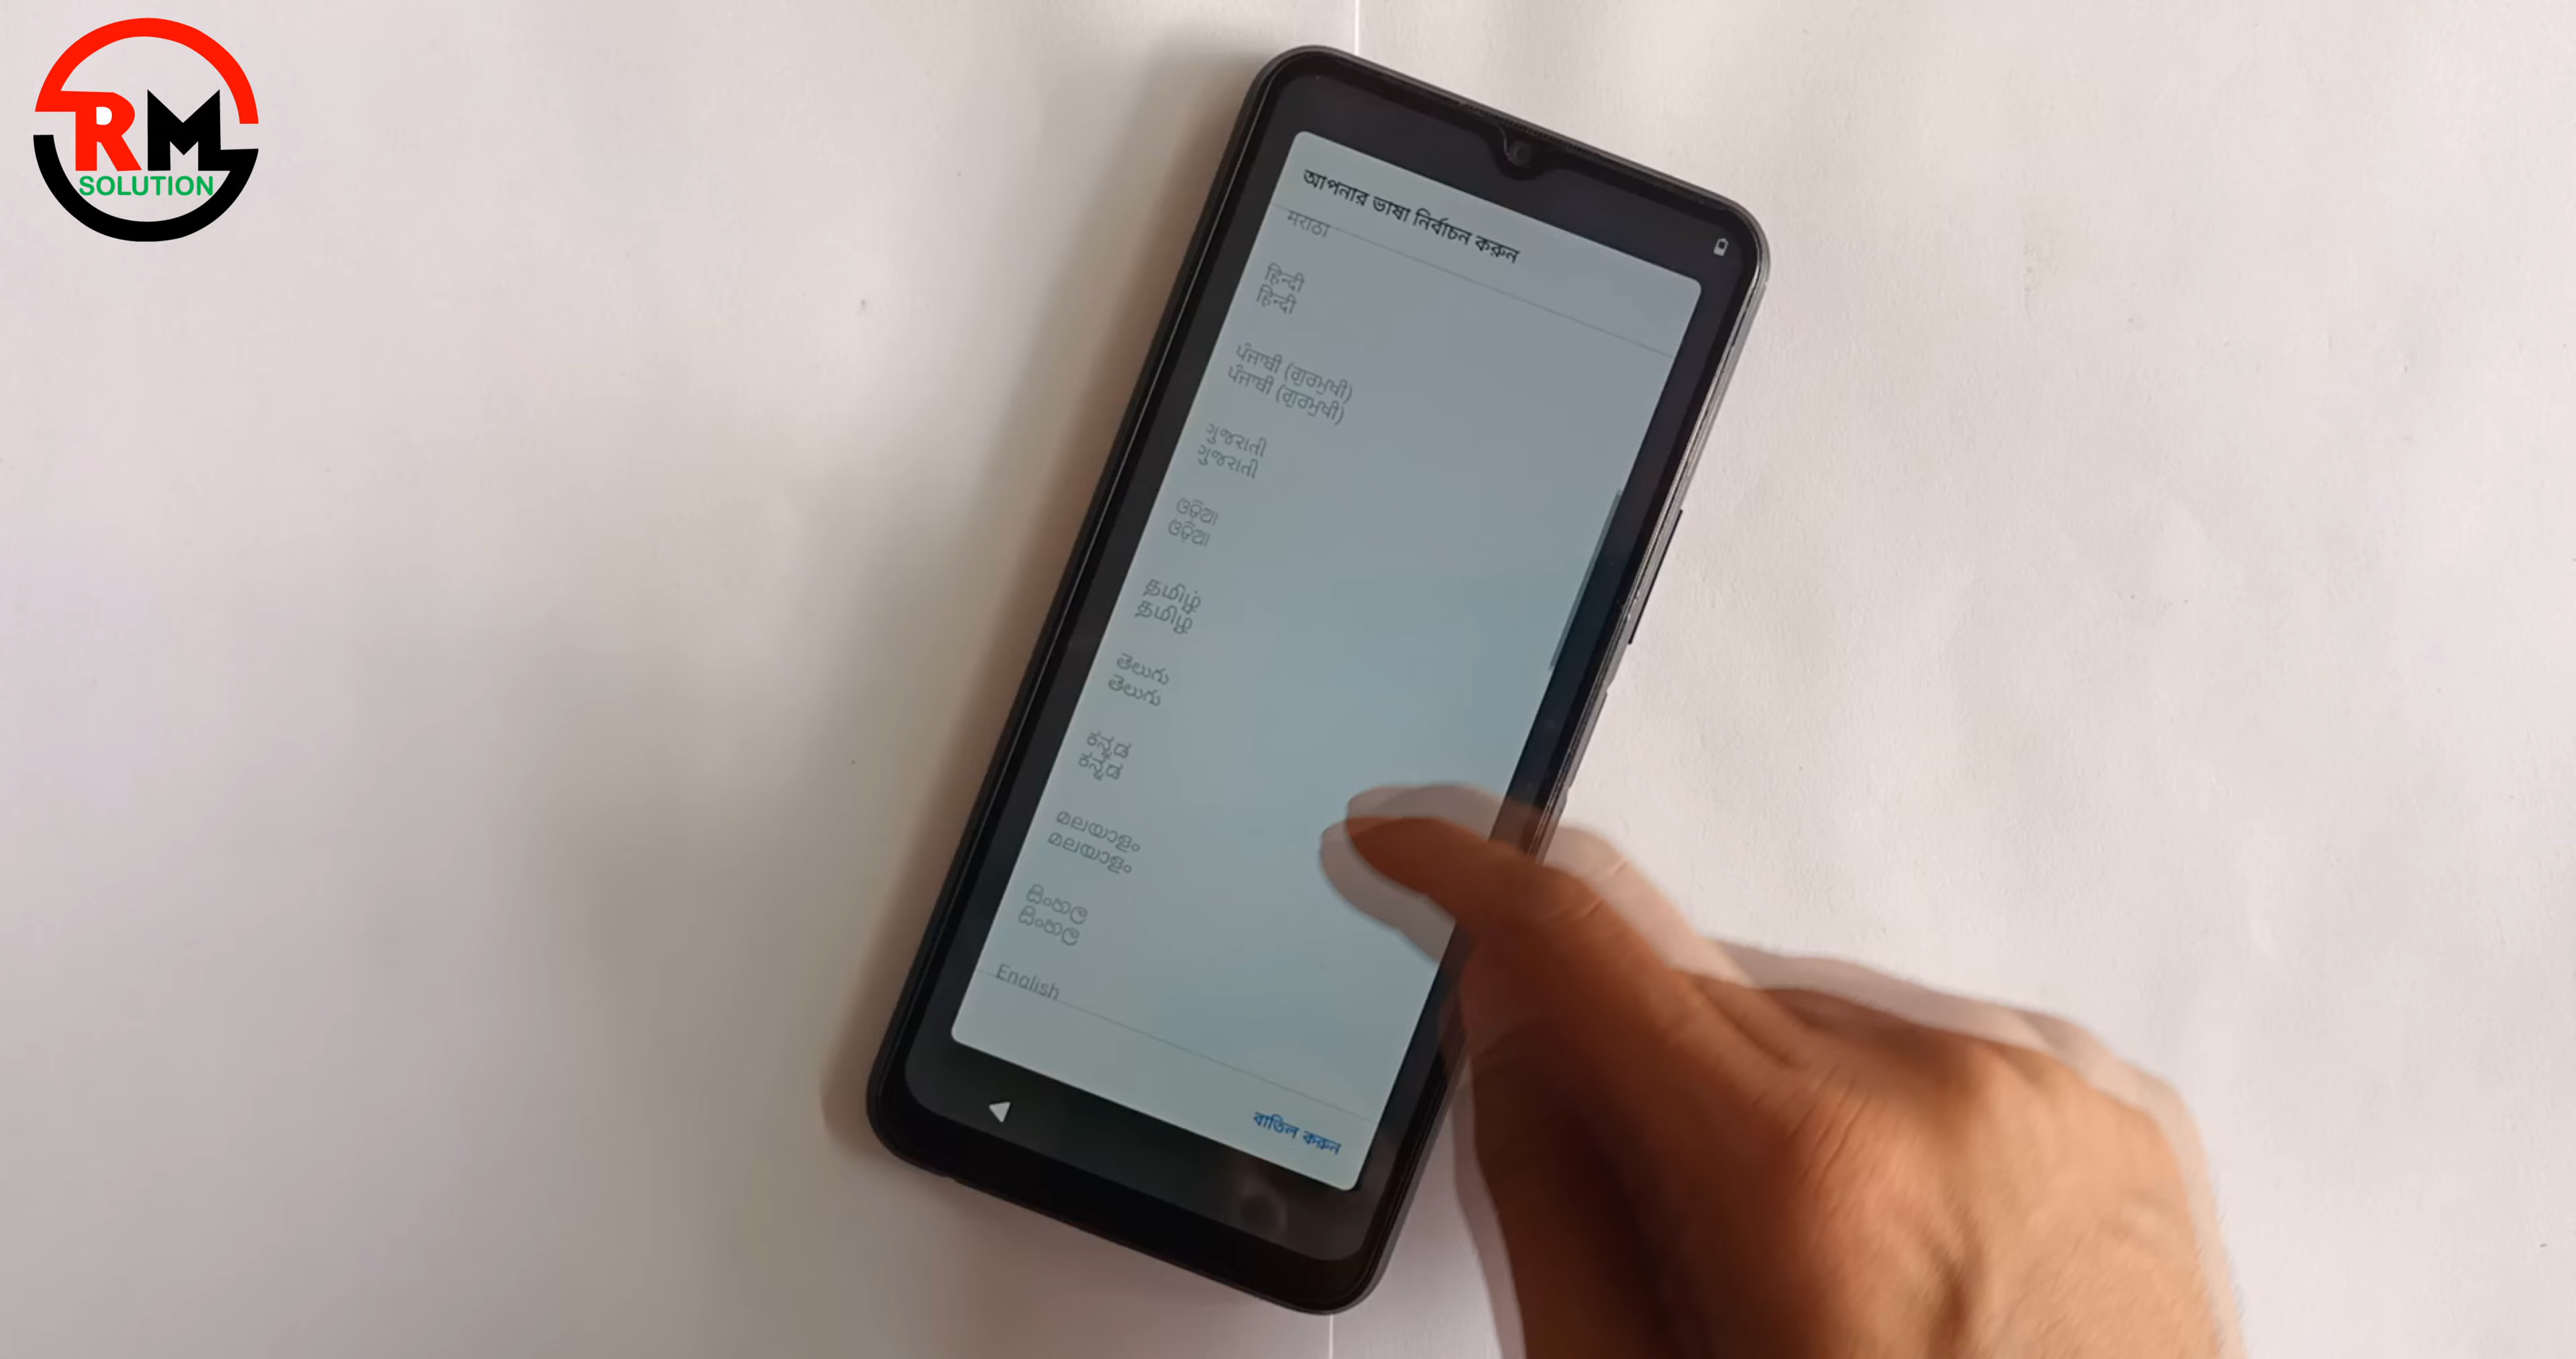 RM
SOLUTION
আপনার ভাষা নির্বাচন করুন
मराठी
हिन्दी
हिन्दी
ਪੰਜਾਬੀ (ਗੁਰਮੁਖੀ)
ਪੰਜਾਬੀ (ਗੁਰਮੁਖੀ)
ગુજરાતી
ગુજરાતી
ଓଡ଼ିଆ
ଓଡ଼ିଆ
தமிழ்
தமிழ்
తెలుగు
తెలుగు
ಕನ್ನಡ
ಕನ್ನಡ
മലയാളം
മലയാളം
සිංහල
සිංහල
English
বাতিল করুন